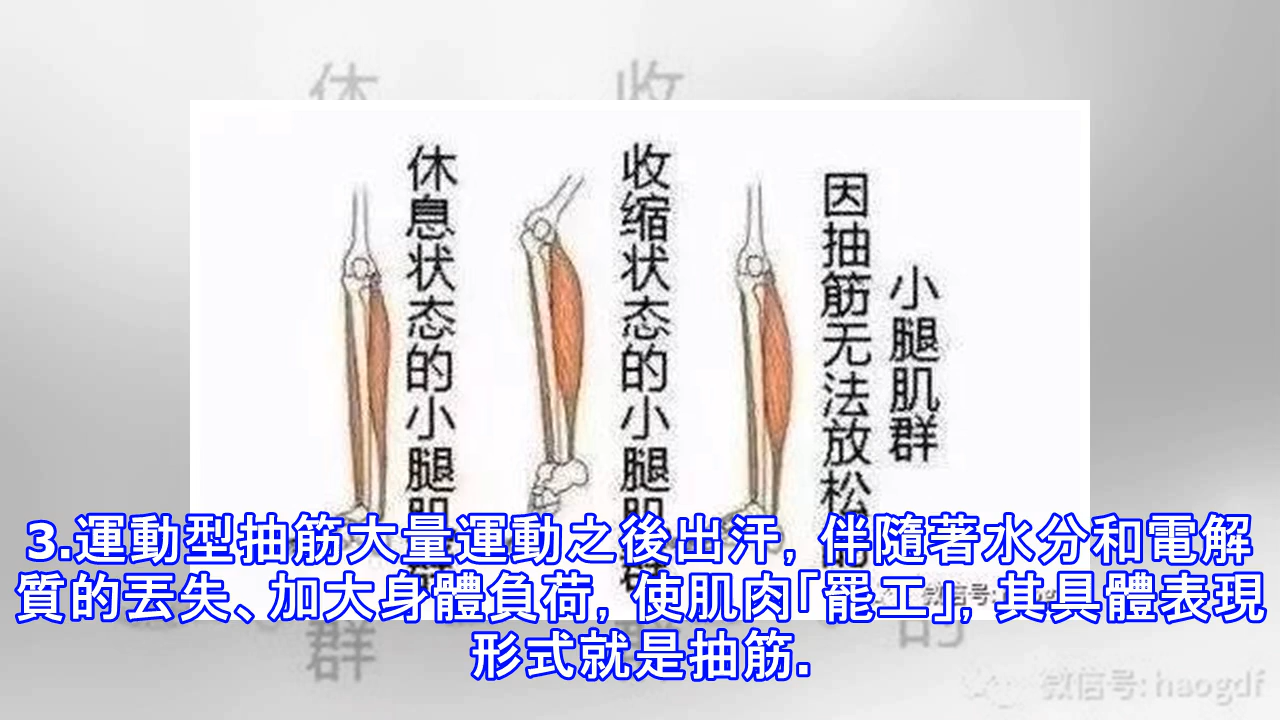 休息状态的小腿肌群
收缩状态的小腿肌群
因抽筋无法放松的
小腿肌群
3.運動型抽筋大量運動之後出汗, 伴隨著水分和電解
質的丟失、加大身體負荷, 使肌肉「罷工」, 其具體表現
形式就是抽筋.
微信号: haogdf